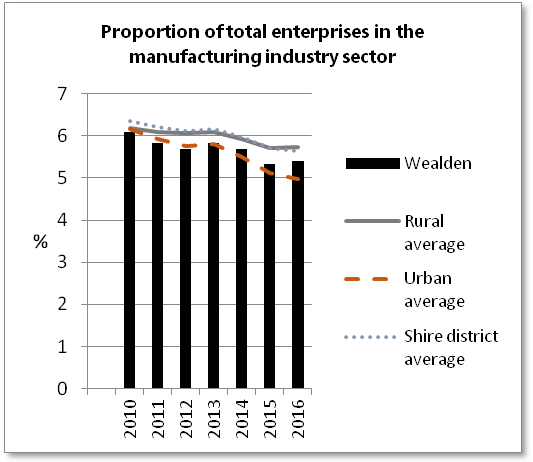 Proportion of total enterprises in the
manufacturing industry sector
7
6
5
4
3
2
1
0
%
2010
2011
2012
2013
2014
2015
2016
Wealden
Rural
average
Urban
average
Shire district
average